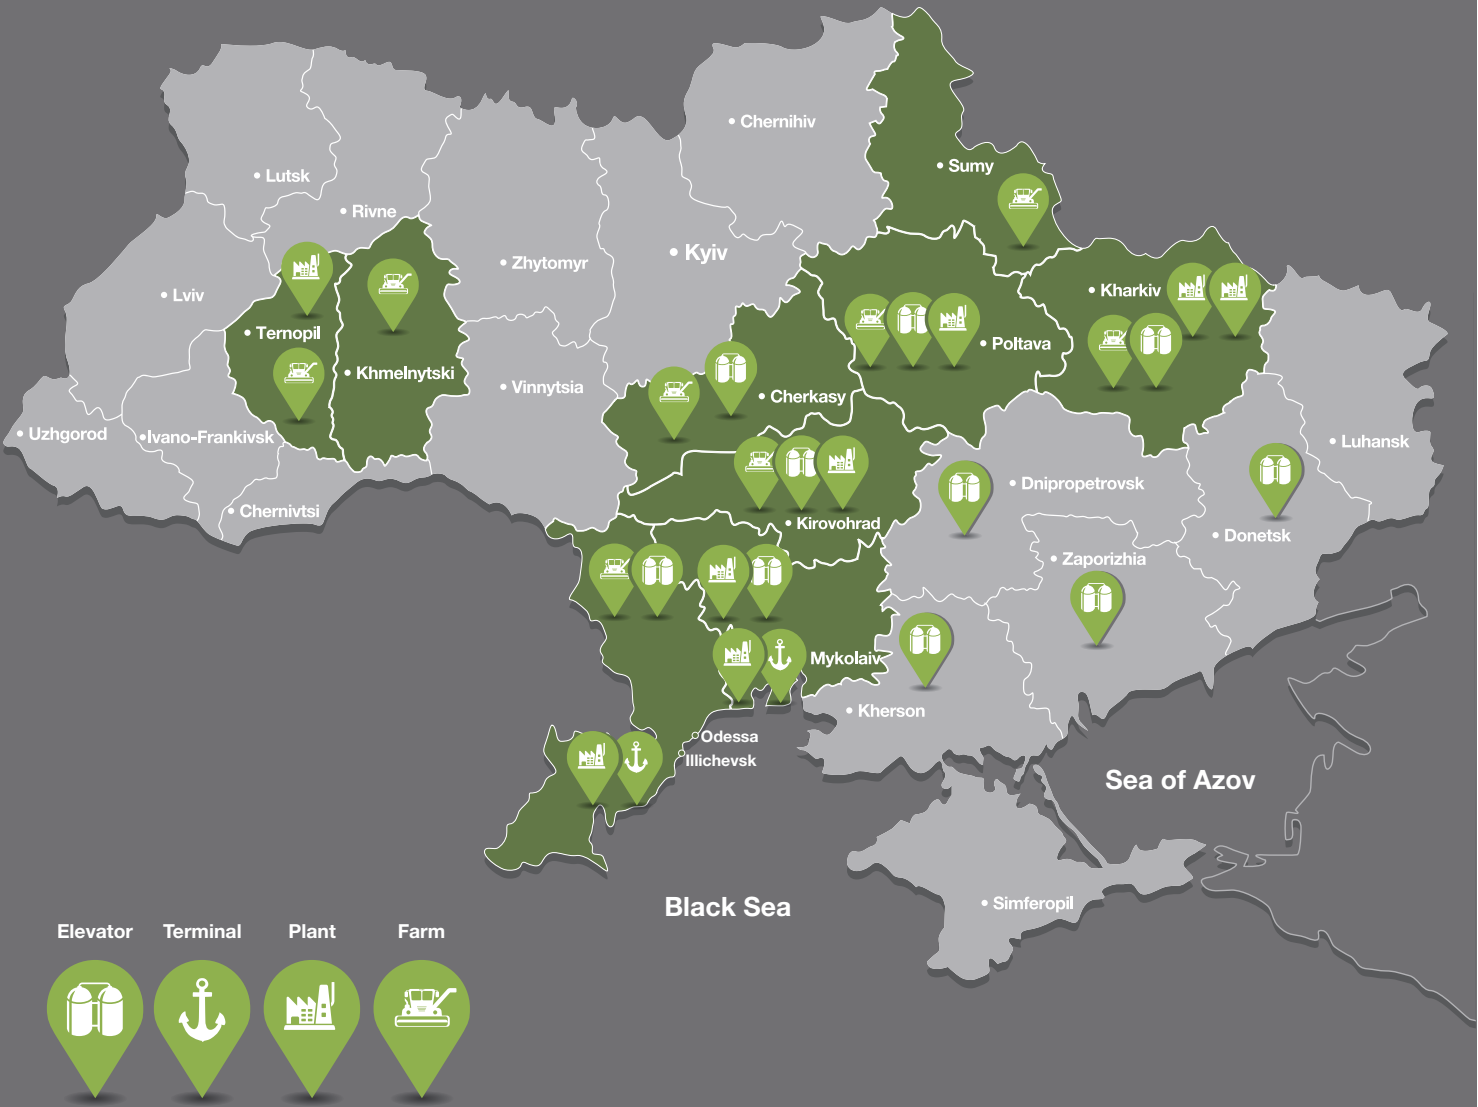 Chernihiv
Sumy
Lutsk
Rivne
Kyiv
Zhytomyr
Lviv
Kharkiv
Ternopil
Poltava
Khmelnytski
Vinnytsia
Cherkasy
Uzhgorod
Ivano-Frankivsk
Luhansk
Dnipropetrovsk
Chernivtsi
Kirovohrad
Donetsk
Zaporizhia
Mykolaiv
Kherson
Odessa
Illichevsk
Sea of Azov
Black Sea
Simferopil
Elevator
Terminal
Plant
Farm